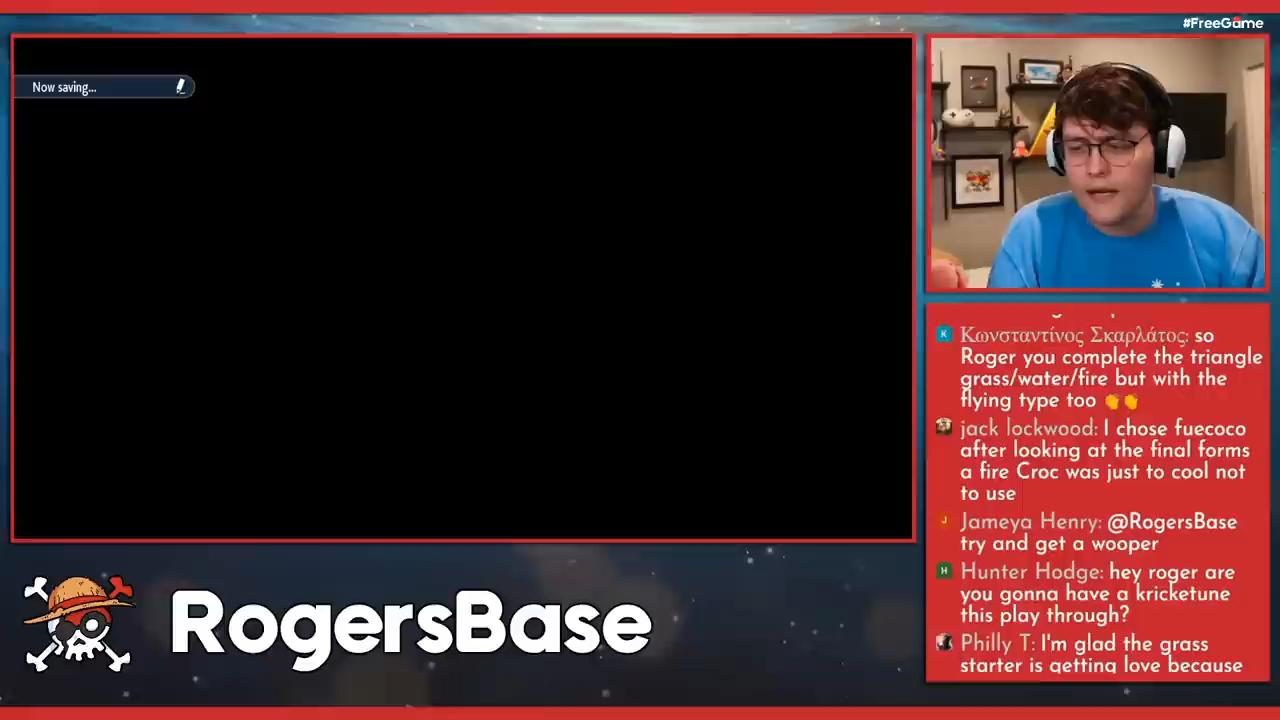 #FreeGame
Now saving...
Κωνσταντίνος Σκαρλάτος: so
Roger you complete the triangle
grass/water/fire but with the
flying type too 👏👏
jack lockwood: I chose fuecoco
after looking at the final forms
a fire Croc was just to cool not
to use
Jameya Henry: @RogersBase
try and get a wooper
Hunter Hodge: hey roger are
you gonna have a kricketune
this play through?
Philly T: I'm glad the grass
starter is getting love because
RogersBase